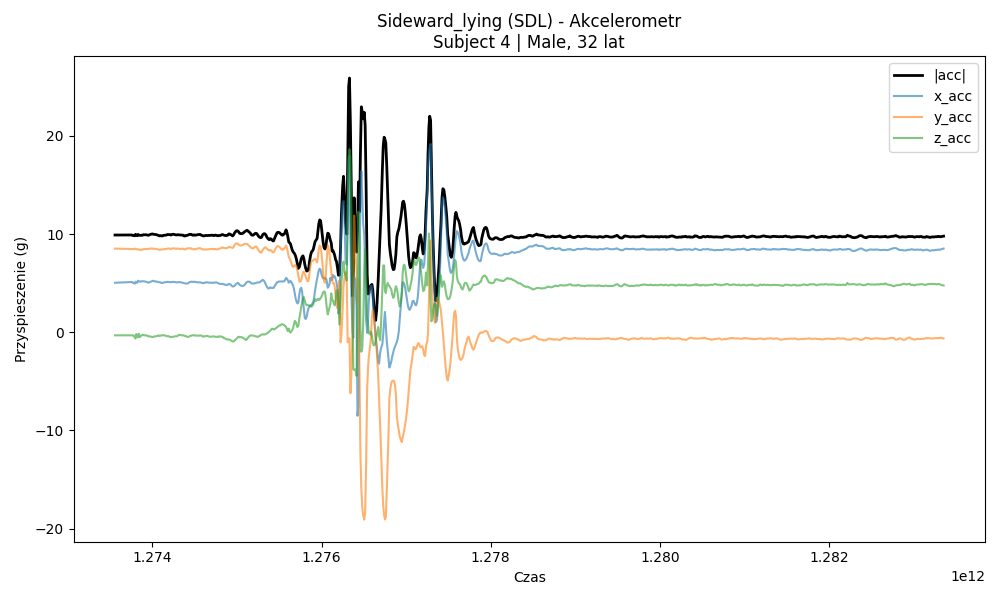 Sideward_lying (SDL) - Akcelerometr
Subject 4 | Male, 32 lat
|acc|
x_acc
y_acc
z_acc
Przyspieszenie (g)
20
10
0
−10
−20
1.274
1.276
1.278
1.280
1.282
1e12
Czas